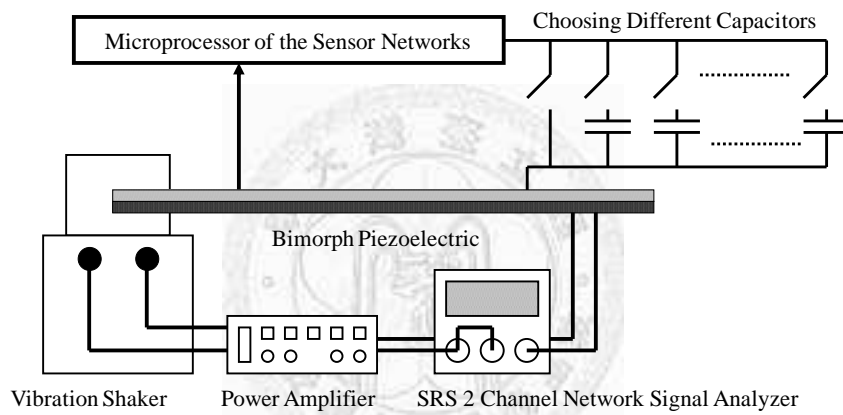 Choosing Different Capacitors
Microprocessor of the Sensor Networks
Bimorph Piezoelectric
Vibration Shaker
Power Amplifier
SRS 2 Channel Network Signal Analyzer